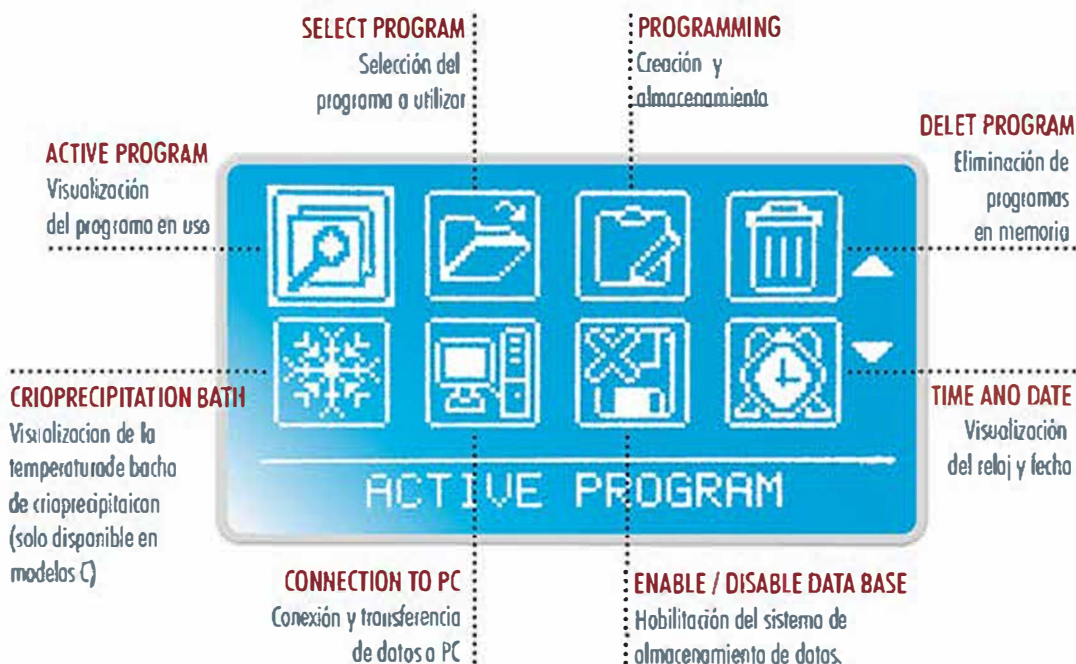 SELECT PROGRAM
Selección del
programa a utilizar
PROGRAMMING
Creación y
almacenamiento
DELET PROGRAM
Eliminación de
programas
en memoria
ACTIVE PROGRAM
Visualización
del programa en uso
CRIOPRECIPITATION BATH
Visualizacion de la
temperaturade bacha
de crioprecipitaicon
(solo disponible en
modelos C)
TIME ANO DATE
Visualización
del reloj y fecha
ACTIVE PROGRAM
CONNECTION TO PC
Conexión y transferencia
de datos a PC
ENABLE / DISABLE DATA BASE
Habilitación del sistema de
almacenamiento de datos.